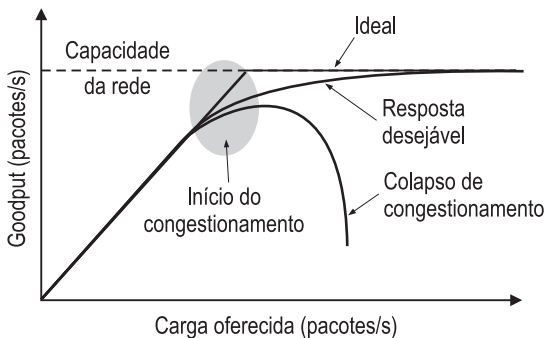 Ideal
Capacidade
da rede
Resposta
desejável
Início do
congestionamento
Colapso de
congestionamento
Goodput (pacotes/s)
Carga oferecida (pacotes/s)